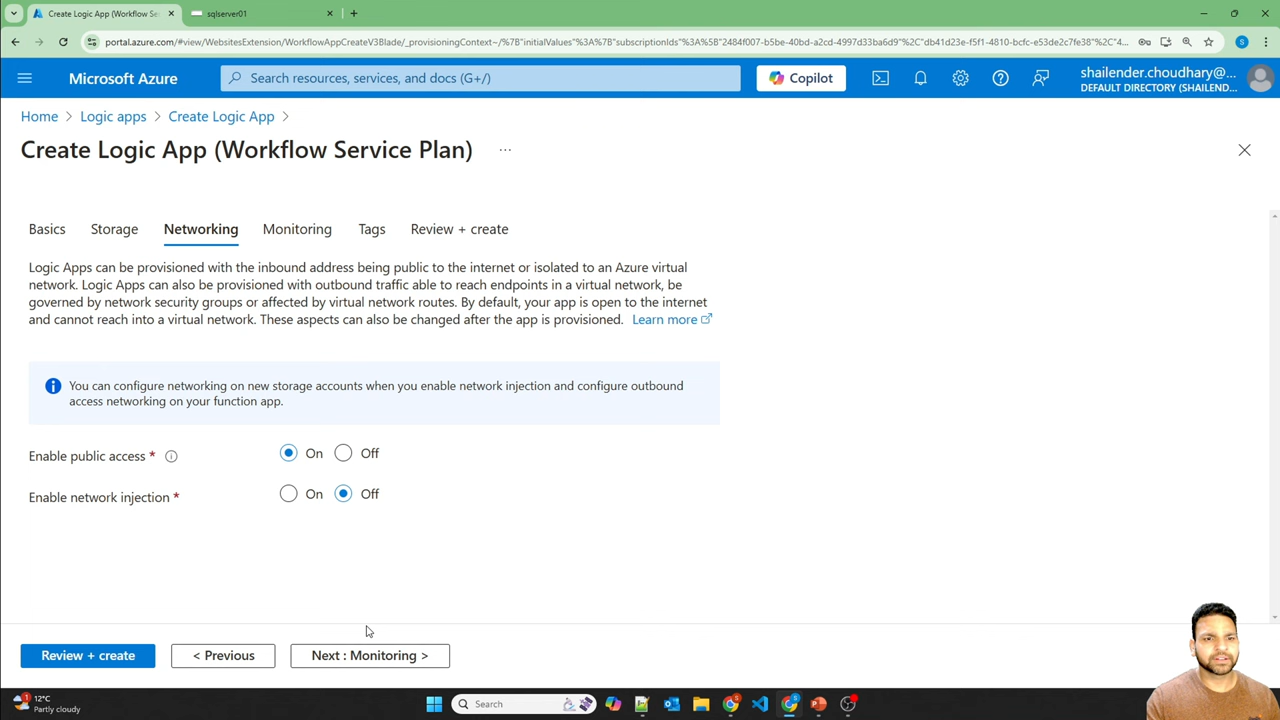 Create Logic App (Workflow Ser
sqlserver01
portal.azure.com/#view/WebsitesExtension/WorkflowAppCreateV3Blade/_provisioningContext~/%7B"initialValues"%3A%7B"subscriptionIds"%3A%5B"2484f007-b5be-40bd-a2cd-4997d33ba6d9"%2C"db41d23e-f5f1-4810-bcfc-e53de2c7fe38"%2C"4...
S
Microsoft Azure
Search resources, services, and docs (G+/)
Copilot
shailender.choudhary@...
DEFAULT DIRECTORY (SHAILEND...
Home > Logic apps > Create Logic App >
Create Logic App (Workflow Service Plan) ...
Basics Storage Networking Monitoring Tags Review + create
Logic Apps can be provisioned with the inbound address being public to the internet or isolated to an Azure virtual
network. Logic Apps can also be provisioned with outbound traffic able to reach endpoints in a virtual network, be
governed by network security groups or affected by virtual network routes. By default, your app is open to the internet
and cannot reach into a virtual network. These aspects can also be changed after the app is provisioned. Learn more
You can configure networking on new storage accounts when you enable network injection and configure outbound
access networking on your function app.
Enable public access * On Off
Enable network injection * On Off
Review + create < Previous Next : Monitoring >
1
12°C
Partly cloudy
Search